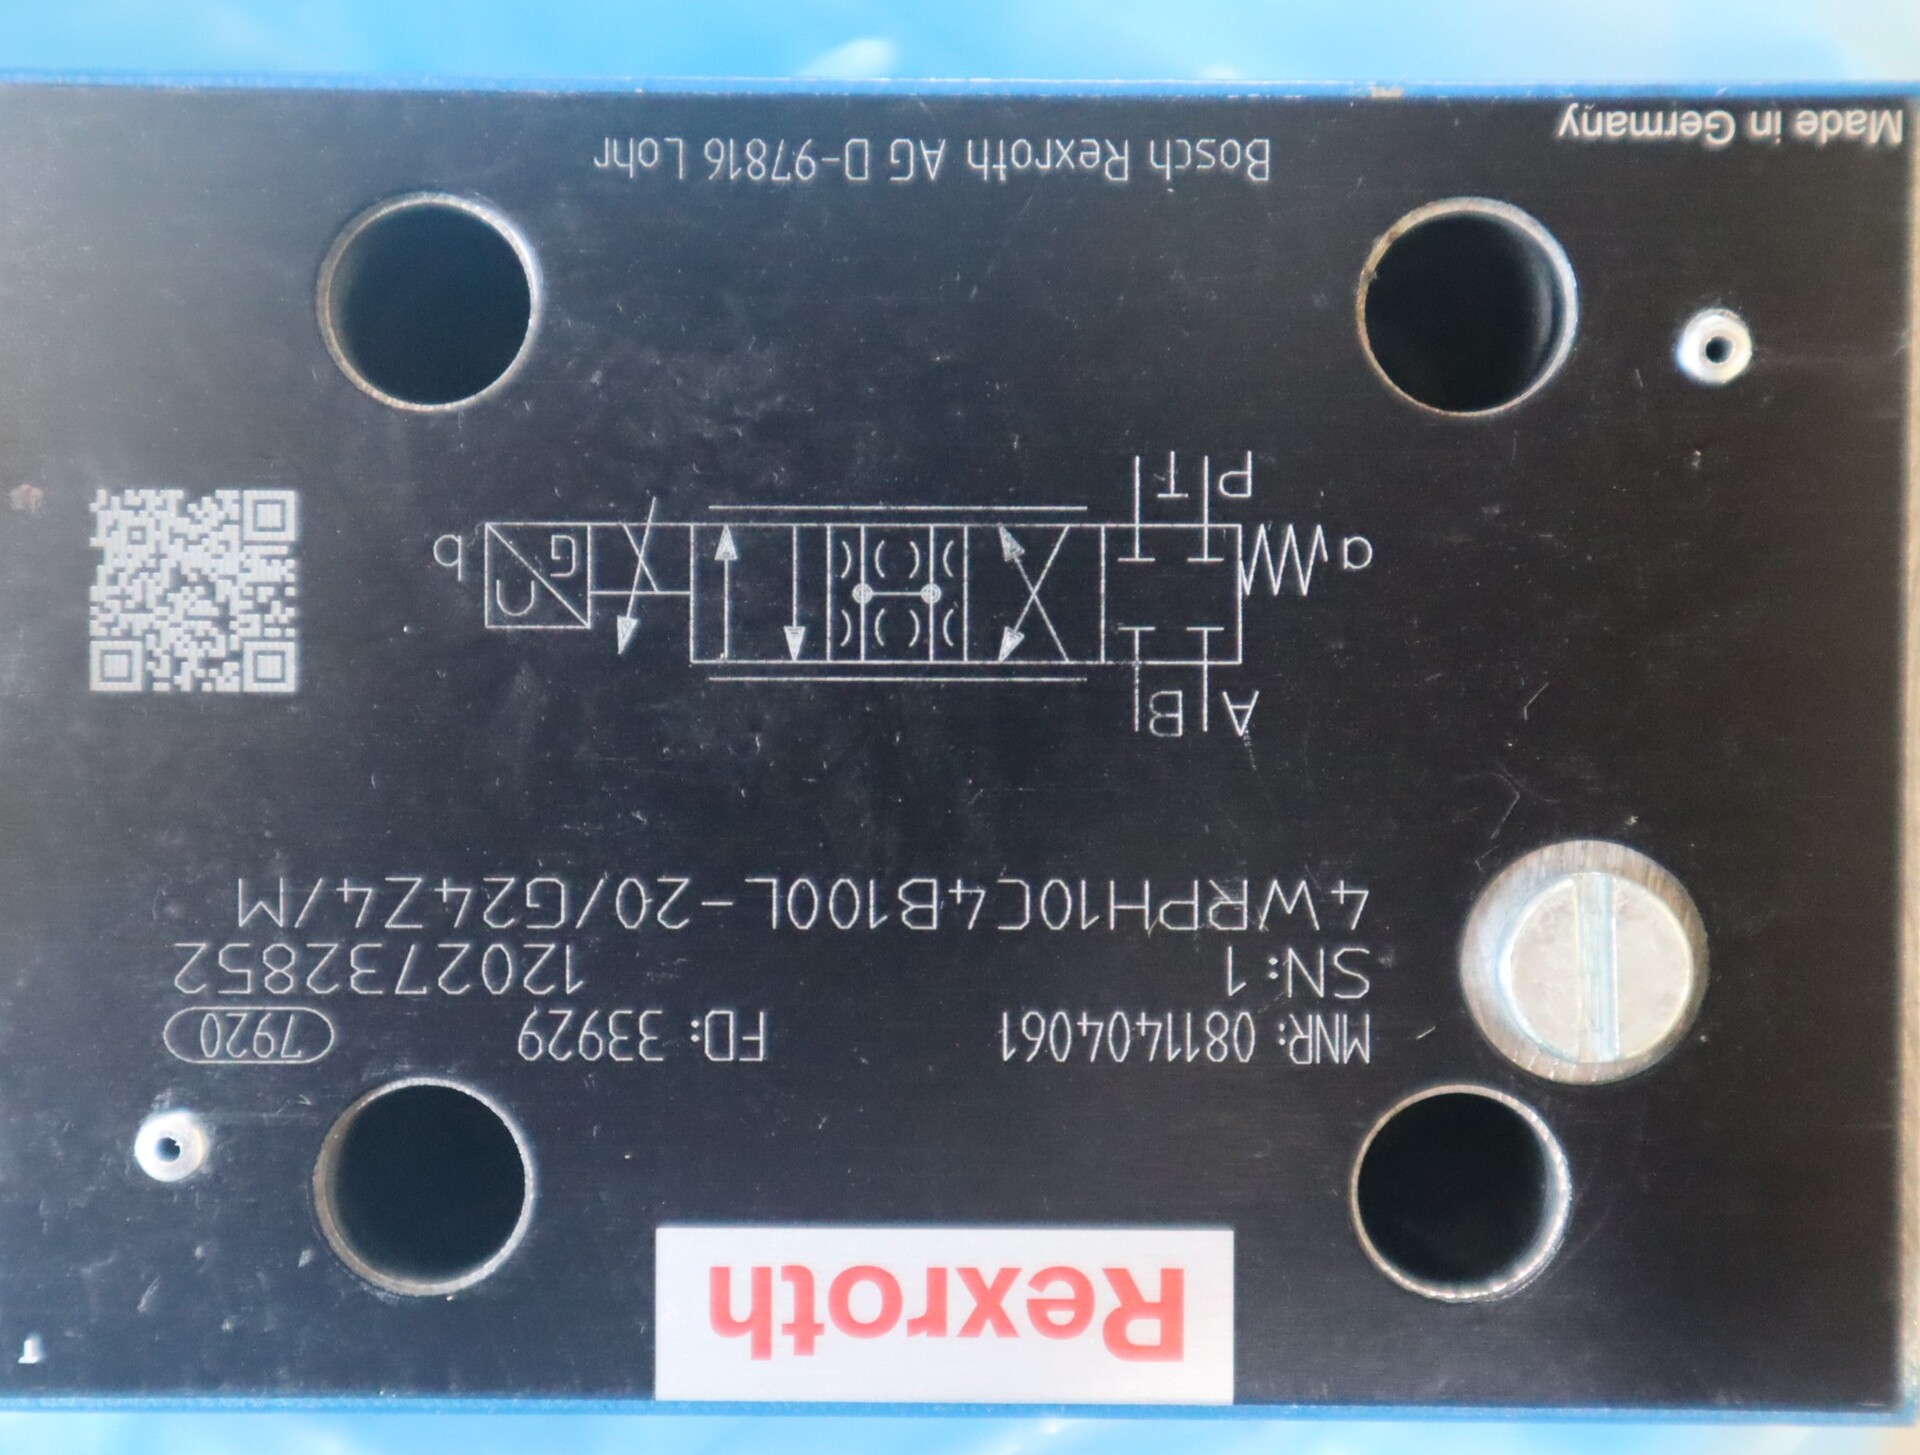 Rexroth
MNR: 0811404061 FD: 33929 7920
SN: 1 1202732852
4WRPH10C4B100L-20/G24Z4/M
A B
a G U b
P T
Bosch Rexroth AG D-97816 Lohr
Made in Germany